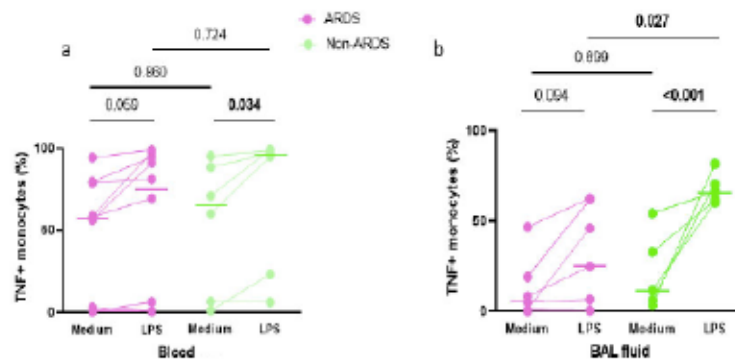 ARDS
Non-ARDS
a
0.724
0.960
0.059
0.034
TNF+ monocytes (%)
100
50
0
Medium
LPS
Medium
LPS
Blood
b
0.027
0.899
0.094
<0.001
TNF+ monocytes (%)
100
50
0
Medium
LPS
Medium
LPS
BAL fluid